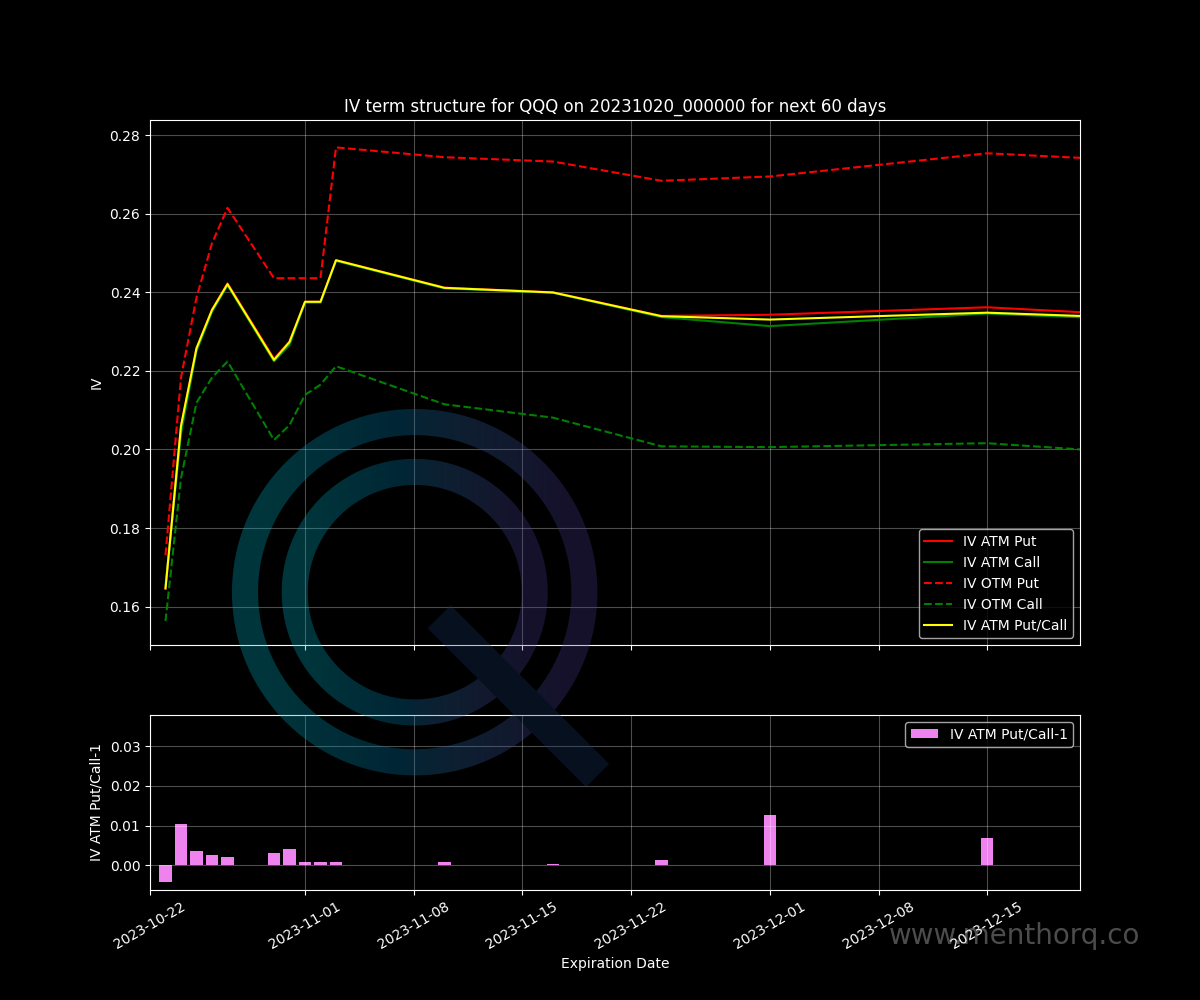 IV term structure for QQQ on 20231020_000000 for next 60 days
0.28
0.26
0.24
0.22
0.20
0.18
0.16
IV
IV ATM Put
IV ATM Call
IV OTM Put
IV OTM Call
IV ATM Put/Call
0.03
0.02
0.01
0.00
IV ATM Put/Call-1
IV ATM Put/Call-1
2023-10-22
2023-11-01
2023-11-08
2023-11-15
2023-11-22
2023-12-01
2023-12-08
2023-12-15
www.menthorq.co
Expiration Date